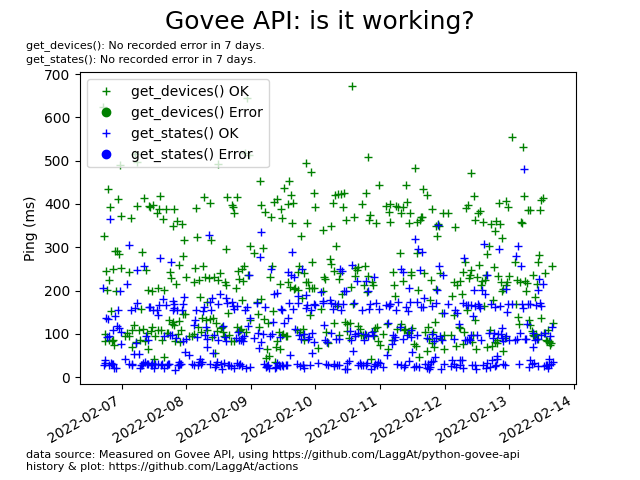 Govee API: is it working?
get_devices(): No recorded error in 7 days.
get_states(): No recorded error in 7 days.
700
600
500
400
300
200
100
0
Ping (ms)
get_devices() OK
get_devices() Error
get_states() OK
get_states() Error
2022-02-07
2022-02-08
2022-02-09
2022-02-10
2022-02-11
2022-02-12
2022-02-13
2022-02-14
data source: Measured on Govee API, using https://github.com/LaggAt/python-govee-api
history & plot: https://github.com/LaggAt/actions